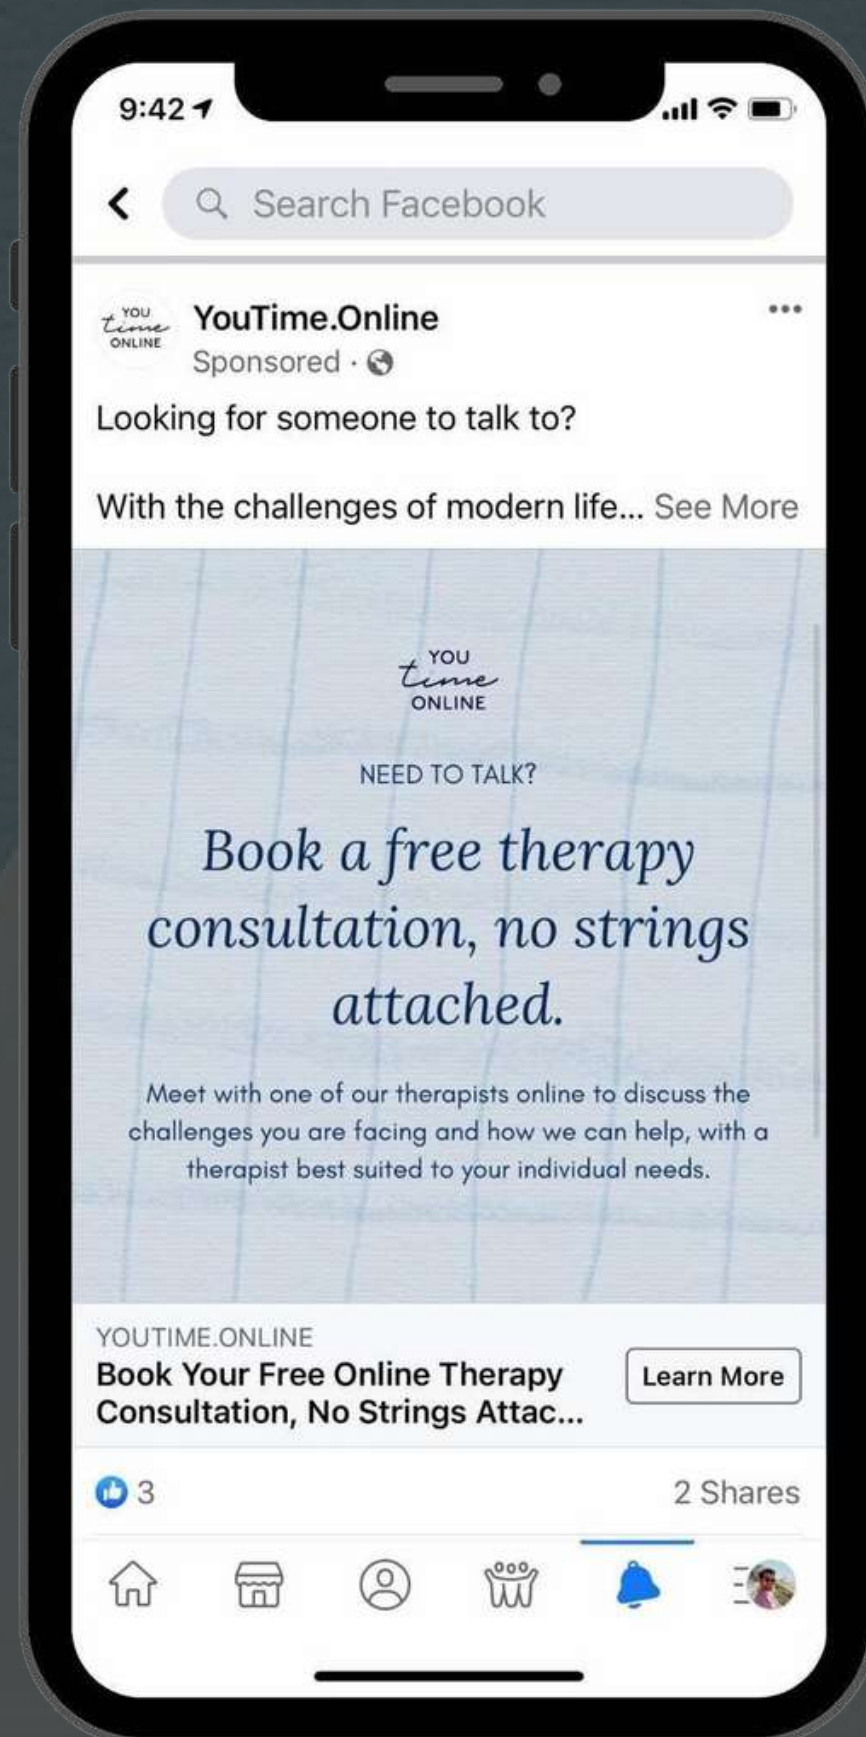 9:42
Search Facebook
YOU
time
ONLINE
YouTime.Online
Sponsored ·
Looking for someone to talk to?
With the challenges of modern life... See More
YOU
time
ONLINE
NEED TO TALK?
Book a free therapy
consultation, no strings
attached.
Meet with one of our therapists online to discuss the
challenges you are facing and how we can help, with a
therapist best suited to your individual needs.
YOUTIME.ONLINE
Book Your Free Online Therapy
Consultation, No Strings Attac...
Learn More
3
2 Shares